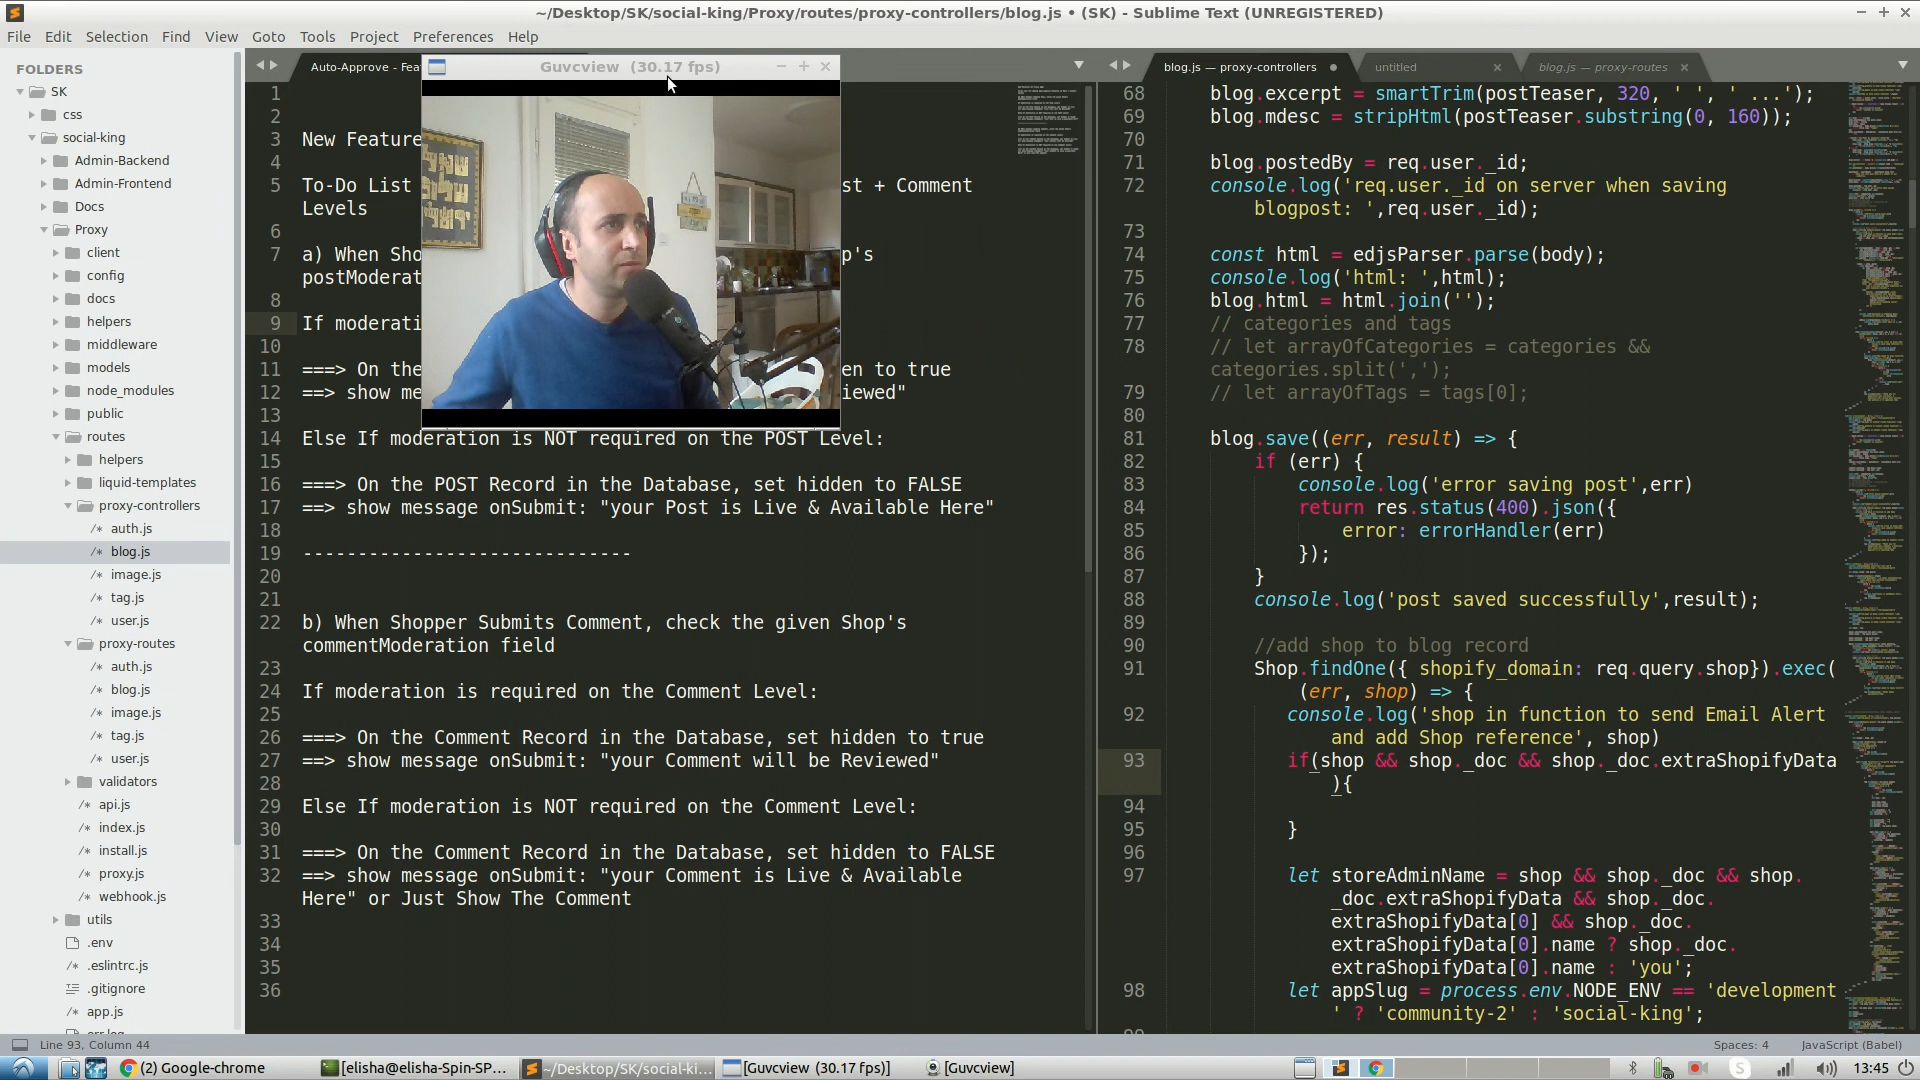 ~/Desktop/SK/social-king/Proxy/routes/proxy-controllers/blog.js • (SK) - Sublime Text (UNREGISTERED)
File Edit Selection Find View Goto Tools Project Preferences Help
FOLDERS
SK
css
social-king
Admin-Backend
Admin-Frontend
Docs
Proxy
client
config
docs
helpers
middleware
models
node_modules
public
routes
helpers
liquid-templates
proxy-controllers
/* auth.js
/* blog.js
/* image.js
/* tag.js
/* user.js
proxy-routes
/* auth.js
/* blog.js
/* image.js
/* tag.js
/* user.js
validators
/* api.js
/* index.js
/* install.js
/* proxy.js
/* webhook.js
utils
.env
/* .eslintrc.js
.gitignore
/* app.js
err.log
Auto-Approve - Fea
Guvcview (30.17 fps)
1
2
3 New Feature
4
5 To-Do List st + Comment
Levels
6
7 a) When Sho p's
postModerat
8
9 If moderati
10
11 ===> On the en to true
12 ==> show me iewed"
13
14 Else If moderation is NOT required on the POST Level:
15
16 ===> On the POST Record in the Database, set hidden to FALSE
17 ==> show message onSubmit: "your Post is Live & Available Here"
18
19 ------------------------------
20
21
22 b) When Shopper Submits Comment, check the given Shop's
commentModeration field
23
24 If moderation is required on the Comment Level:
25
26 ===> On the Comment Record in the Database, set hidden to true
27 ==> show message onSubmit: "your Comment will be Reviewed"
28
29 Else If moderation is NOT required on the Comment Level:
30
31 ===> On the Comment Record in the Database, set hidden to FALSE
32 ==> show message onSubmit: "your Comment is Live & Available
Here" or Just Show The Comment
33
34
35
36
blog.js — proxy-controllers untitled blog.js — proxy-routes
68 blog.excerpt = smartTrim(postTeaser, 320, ' ', ' ...');
69 blog.mdesc = stripHtml(postTeaser.substring(0, 160));
70
71 blog.postedBy = req.user._id;
72 console.log('req.user._id on server when saving
blogpost: ',req.user._id);
73
74 const html = edjsParser.parse(body);
75 console.log('html: ',html);
76 blog.html = html.join('');
77 // categories and tags
78 // let arrayOfCategories = categories &&
categories.split(',');
79 // let arrayOfTags = tags[0];
80
81 blog.save((err, result) => {
82 if (err) {
83 console.log('error saving post',err)
84 return res.status(400).json({
85 error: errorHandler(err)
86 });
87 }
88 console.log('post saved successfully',result);
89
90 //add shop to blog record
91 Shop.findOne({ shopify_domain: req.query.shop}).exec(
(err, shop) => {
92 console.log('shop in function to send Email Alert
and add Shop reference', shop)
93 if(shop && shop._doc && shop._doc.extraShopifyData
){
94
95 }
96
97 let storeAdminName = shop && shop._doc && shop.
_doc.extraShopifyData && shop._doc.
extraShopifyData[0] && shop._doc.
extraShopifyData[0].name ? shop._doc.
extraShopifyData[0].name : 'you';
98 let appSlug = process.env.NODE_ENV == 'development
' ? 'community-2' : 'social-king';
Line 93, Column 44 Spaces: 4 JavaScript (Babel)
(2) Google-chrome [elisha@elisha-Spin-SP... ~/Desktop/SK/social-ki... [Guvcview (30.17 fps)] [Guvcview] 13:45